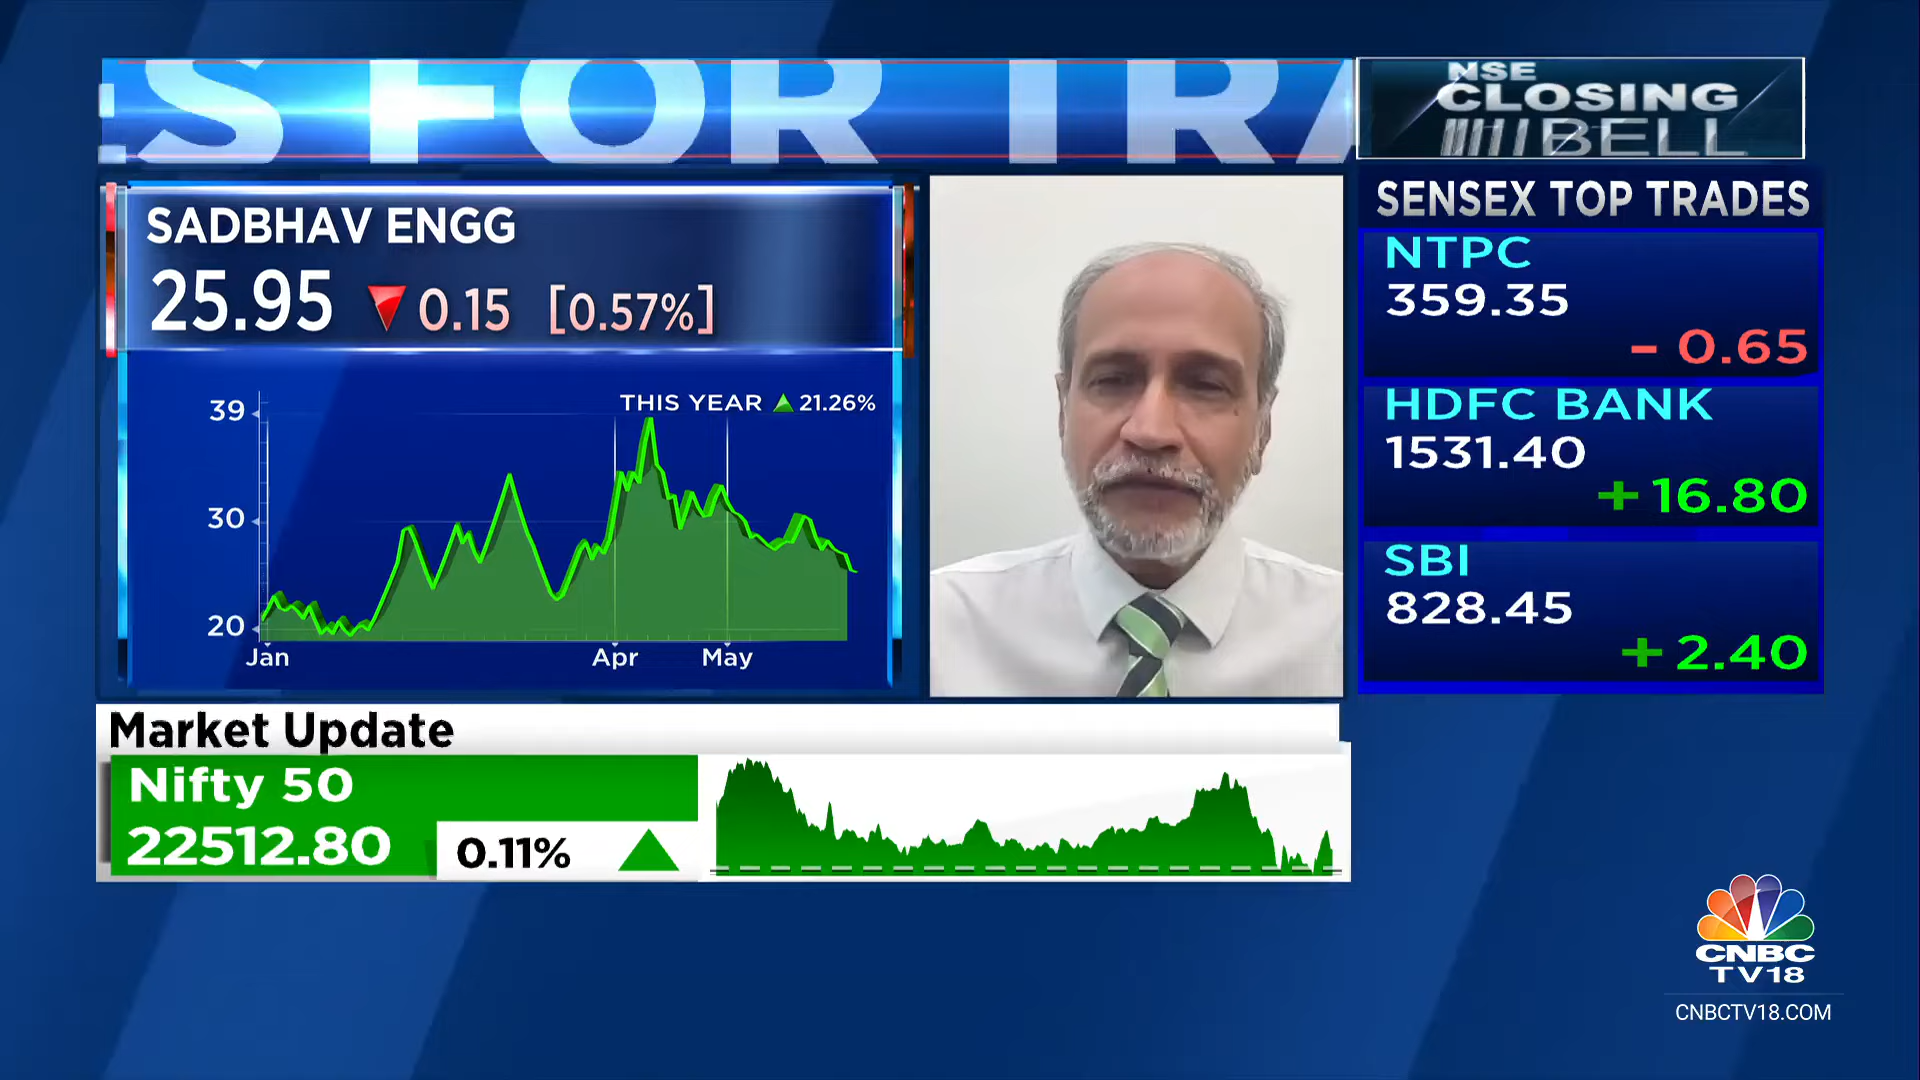 S FOR TRA
NSE
CLOSING
BELL
SADBHAV ENGG
25.95 ▼ 0.15 [0.57%]
THIS YEAR ▲ 21.26%
39
30
20
Jan Apr May
SENSEX TOP TRADES
NTPC
359.35
- 0.65
HDFC BANK
1531.40
+ 16.80
SBI
828.45
+ 2.40
Market Update
Nifty 50
22512.80 0.11% ▲
CNBC
TV18
CNBCTV18.COM